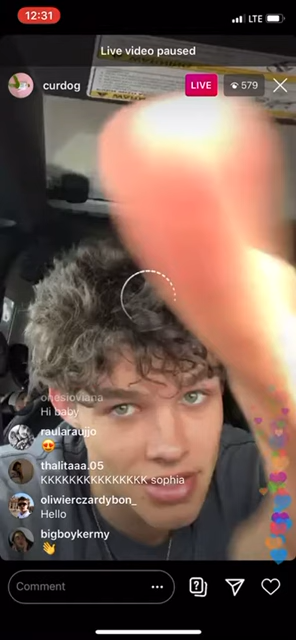 12:31
LTE
Live video paused
curdog
LIVE
579
onesioviana
Hi baby
raularaujjo
😍
thalitaaa.05
KKKKKKKKKKKKKKK sophia
oliwierczardybon_
Hello
bigboykermy
👋
Comment